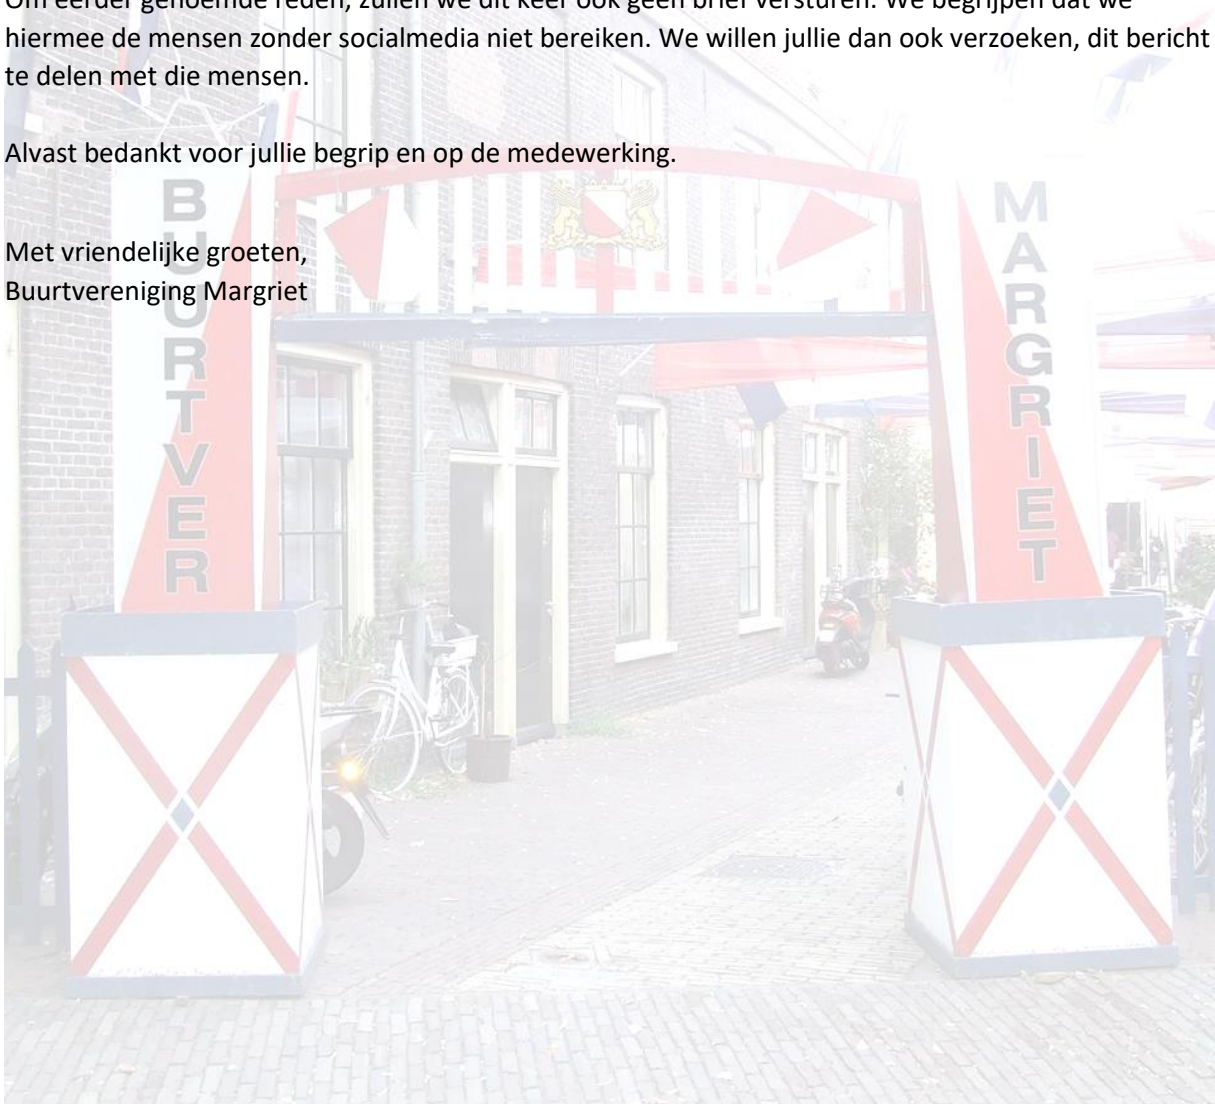 Om eerder genoemde reden, zullen we dit keer ook geen brief versturen. We begrijpen dat we
hiermee de mensen zonder socialmedia niet bereiken. We willen jullie dan ook verzoeken, dit bericht
te delen met die mensen.
Alvast bedankt voor jullie begrip en op de medewerking.
Met vriendelijke groeten,
Buurtvereniging Margriet
BUURTVER
MARGRIET